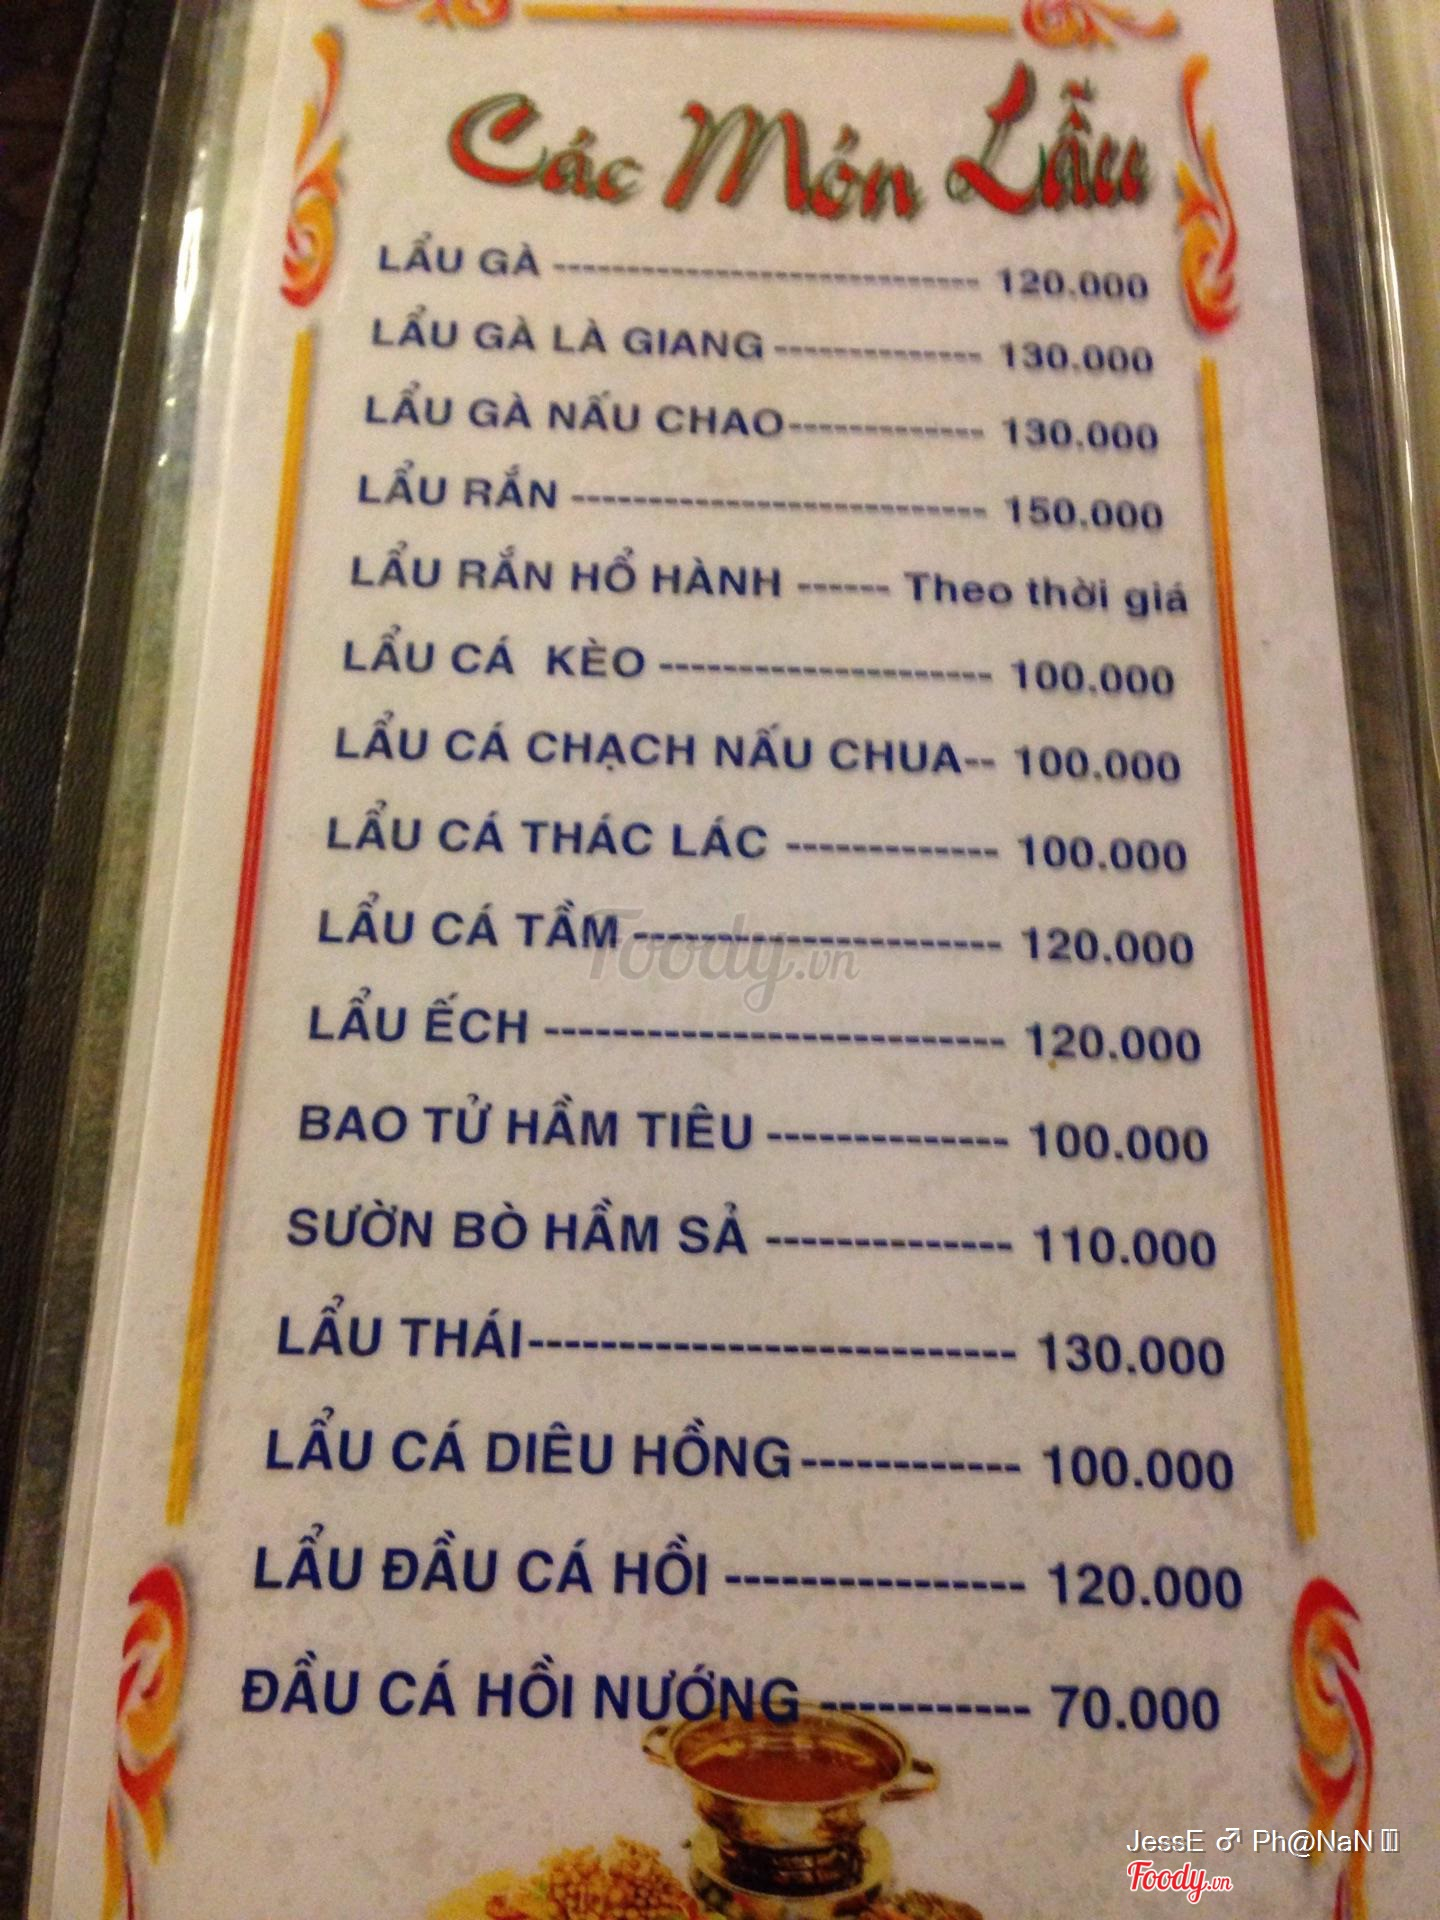 Các Món Lẩu
LẨU GÀ ---------------------------- 120.000
LẨU GÀ LÀ GIANG -------------- 130.000
LẨU GÀ NẤU CHAO------------- 130.000
LẨU RẮN --------------------------- 150.000
LẨU RẮN HỔ HÀNH ------ Theo thời giá
LẨU CÁ KÈO --------------------- 100.000
LẨU CÁ CHẠCH NẤU CHUA-- 100.000
LẨU CÁ THÁC LÁC ------------- 100.000
LẨU CÁ TẦM ---------------------- 120.000
Foody.vn
LẨU ẾCH --------------------------- 120.000
BAO TỬ HẦM TIÊU -------------- 100.000
SƯỜN BÒ HẦM SẢ -------------- 110.000
LẨU THÁI--------------------------- 130.000
LẨU CÁ DIÊU HỒNG------------ 100.000
LẨU ĐẦU CÁ HỒI ---------------- 120.000
ĐẦU CÁ HỒI NƯỚNG ----------- 70.000
JessE ♂ Ph@NaN
Foody.vn